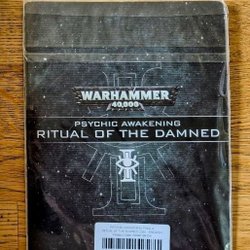 WARHAMMER
40,000
PSYCHIC AWAKENING
RITUAL OF THE DAMNED